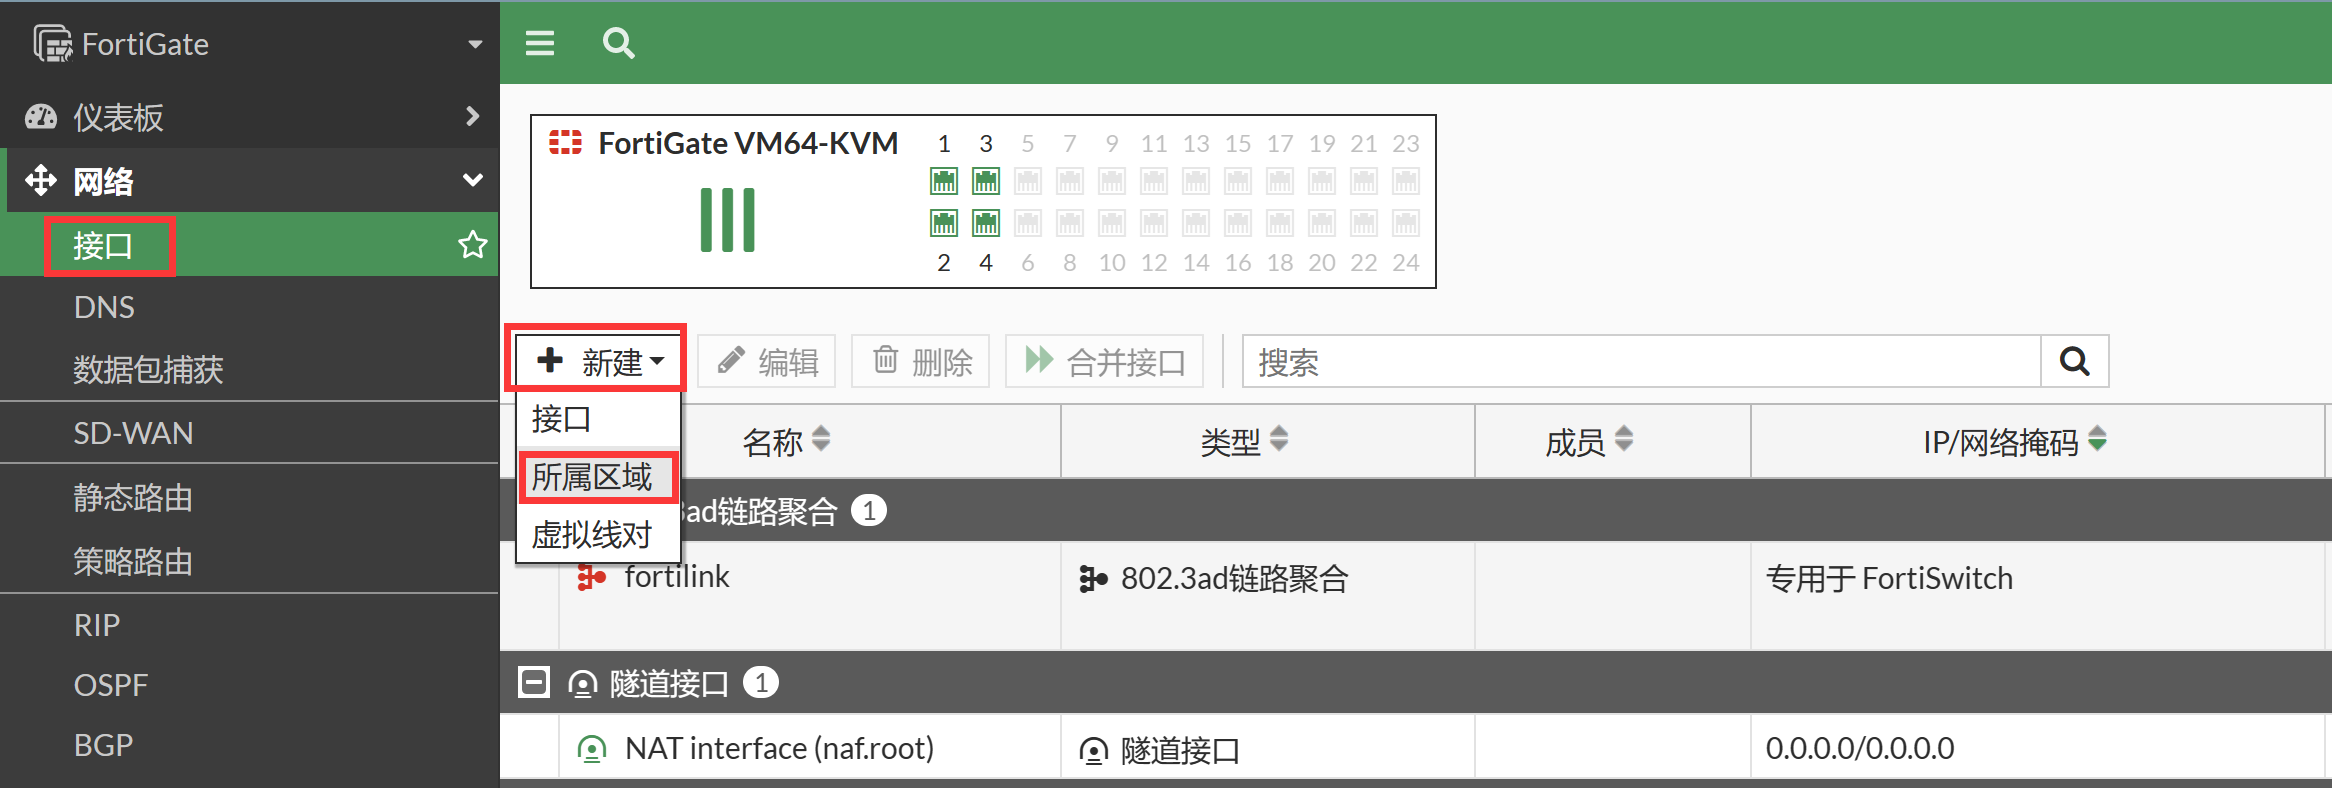 FortiGate
仪表板
网络
接口
DNS
数据包捕获
SD-WAN
静态路由
策略路由
RIP
OSPF
BGP
FortiGate VM64-KVM
1 3 5 7 9 11 13 15 17 19 21 23
2 4 6 8 10 12 14 16 18 20 22 24
新建 编辑 删除 合并接口 搜索
接口
所属区域
虚拟线对
名称 类型 成员 IP/网络掩码
3ad链路聚合 1
fortilink 802.3ad链路聚合 专用于 FortiSwitch
隧道接口 1
NAT interface (naf.root) 隧道接口 0.0.0.0/0.0.0.0